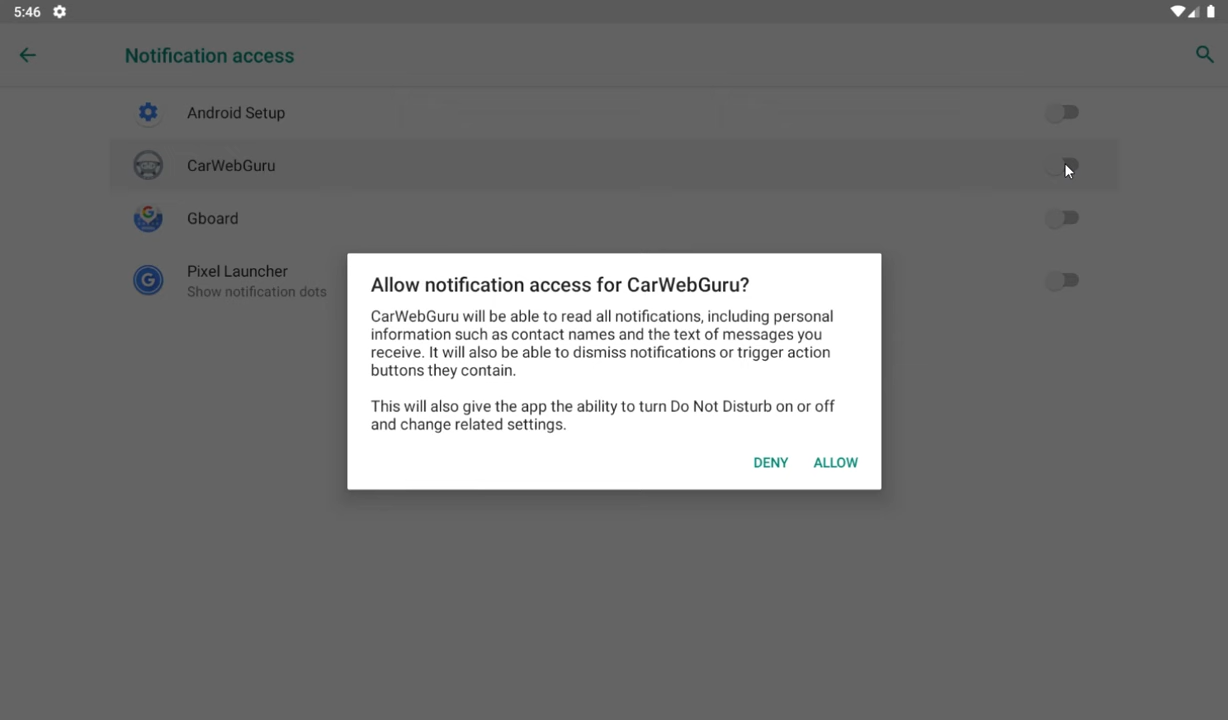 5:46
Notification access
Android Setup
CarWebGuru
Gboard
Pixel Launcher
Show notification dots
Allow notification access for CarWebGuru?
CarWebGuru will be able to read all notifications, including personal
information such as contact names and the text of messages you
receive. It will also be able to dismiss notifications or trigger action
buttons they contain.
This will also give the app the ability to turn Do Not Disturb on or off
and change related settings.
DENY ALLOW